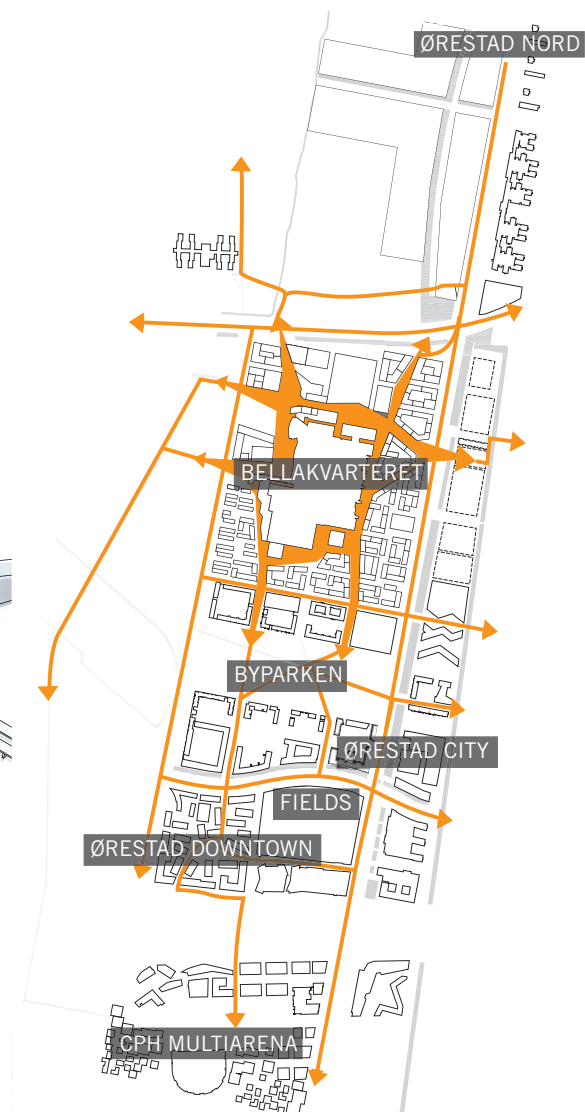 ØRESTAD NORD
BELLAKVARTERET
BYPARKEN
ØRESTAD CITY
FIELDS
ØRESTAD DOWNTOWN
CPH MULTIARENA